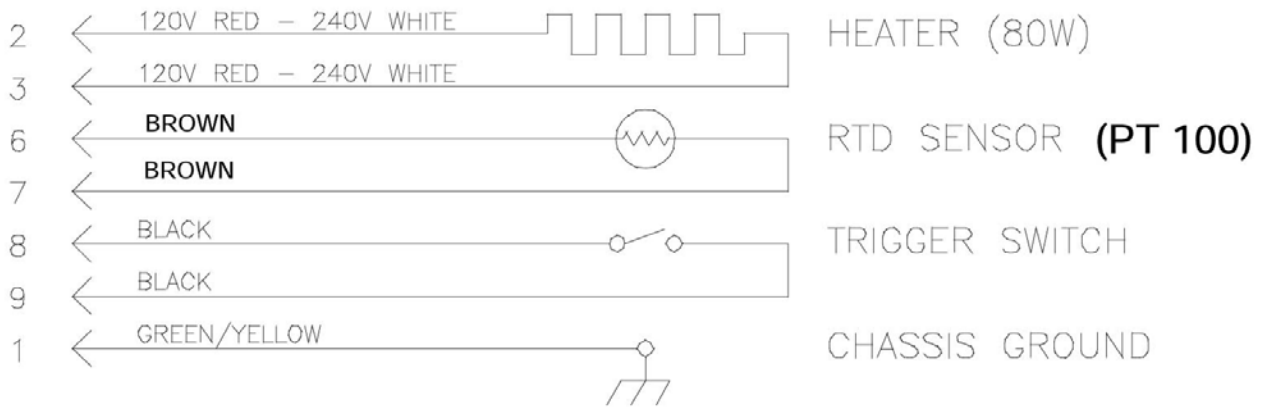 2 120V RED – 240V WHITE HEATER (80W)
3 120V RED – 240V WHITE
6 BROWN RTD SENSOR (PT 100)
7 BROWN
8 BLACK TRIGGER SWITCH
9 BLACK
1 GREEN/YELLOW CHASSIS GROUND